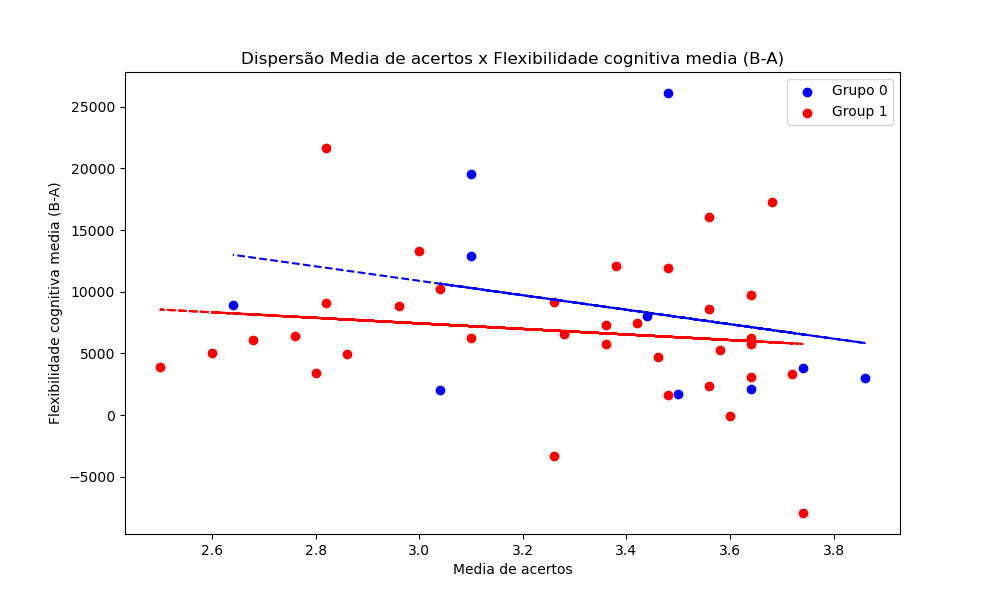 Dispersão Media de acertos x Flexibilidade cognitiva media (B-A)
Grupo 0
Group 1
Flexibilidade cognitiva media (B-A)
25000
20000
15000
10000
5000
0
−5000
2.6 2.8 3.0 3.2 3.4 3.6 3.8
Media de acertos